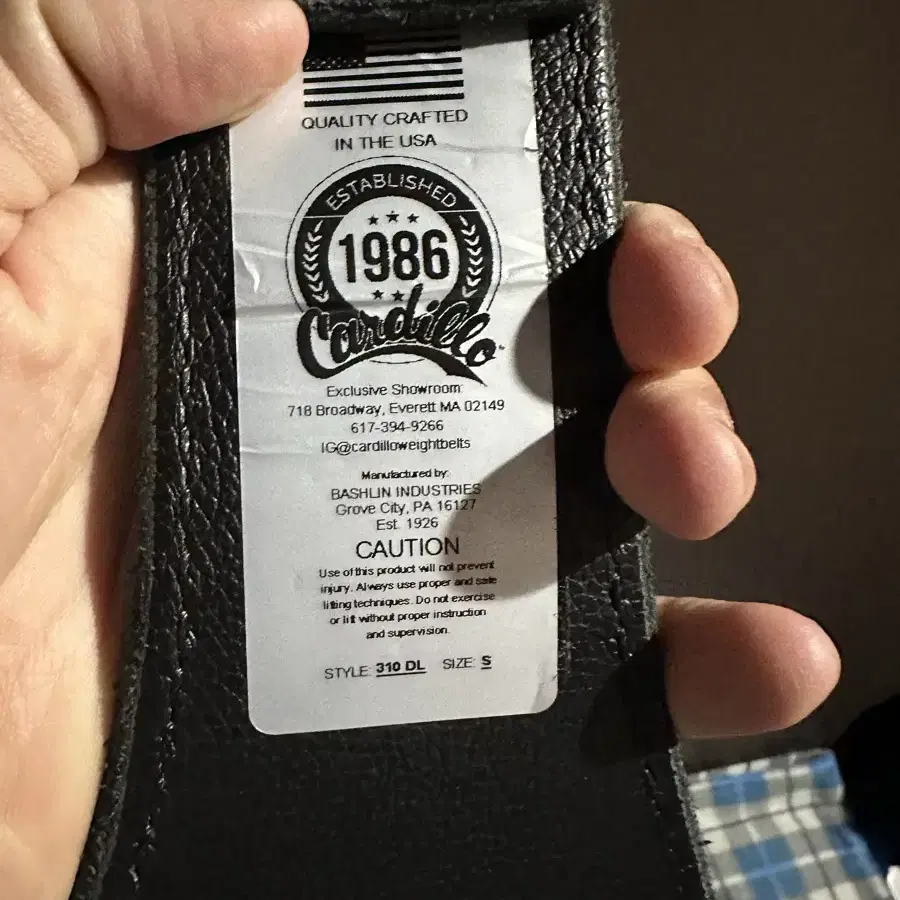 QUALITY CRAFTED
IN THE USA
ESTABLISHED
1986
Cardillo
Exclusive Showroom:
718 Broadway, Everett MA 02149
617-394-9266
IG@cardilloweightbelts
Manufactured by:
BASHLIN INDUSTRIES
Grove City, PA 16127
Est. 1926
CAUTION
Use of this product will not prevent
injury. Always use proper and safe
lifting techniques. Do not exercise
or lift without proper instruction
and supervision.
STYLE: 310 DL SIZE: S